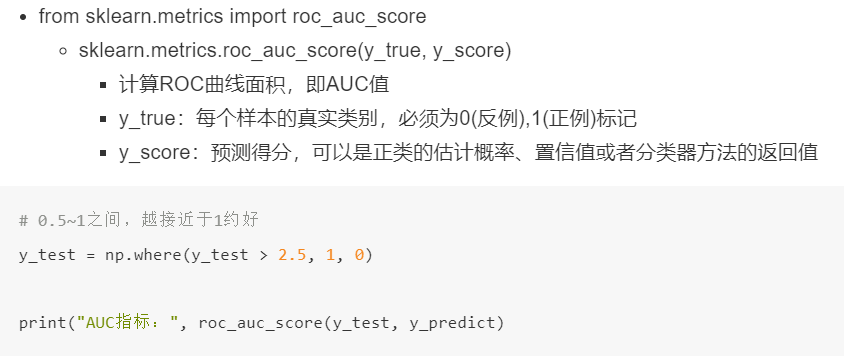 from sklearn.metrics import roc_auc_score
sklearn.metrics.roc_auc_score(y_true, y_score)
计算ROC曲线面积，即AUC值
y_true：每个样本的真实类别，必须为0(反例),1(正例)标记
y_score：预测得分，可以是正类的估计概率、置信值或者分类器方法的返回值
# 0.5~1之间，越接近于1约好
y_test = np.where(y_test > 2.5, 1, 0)
print("AUC指标：", roc_auc_score(y_test, y_predict)